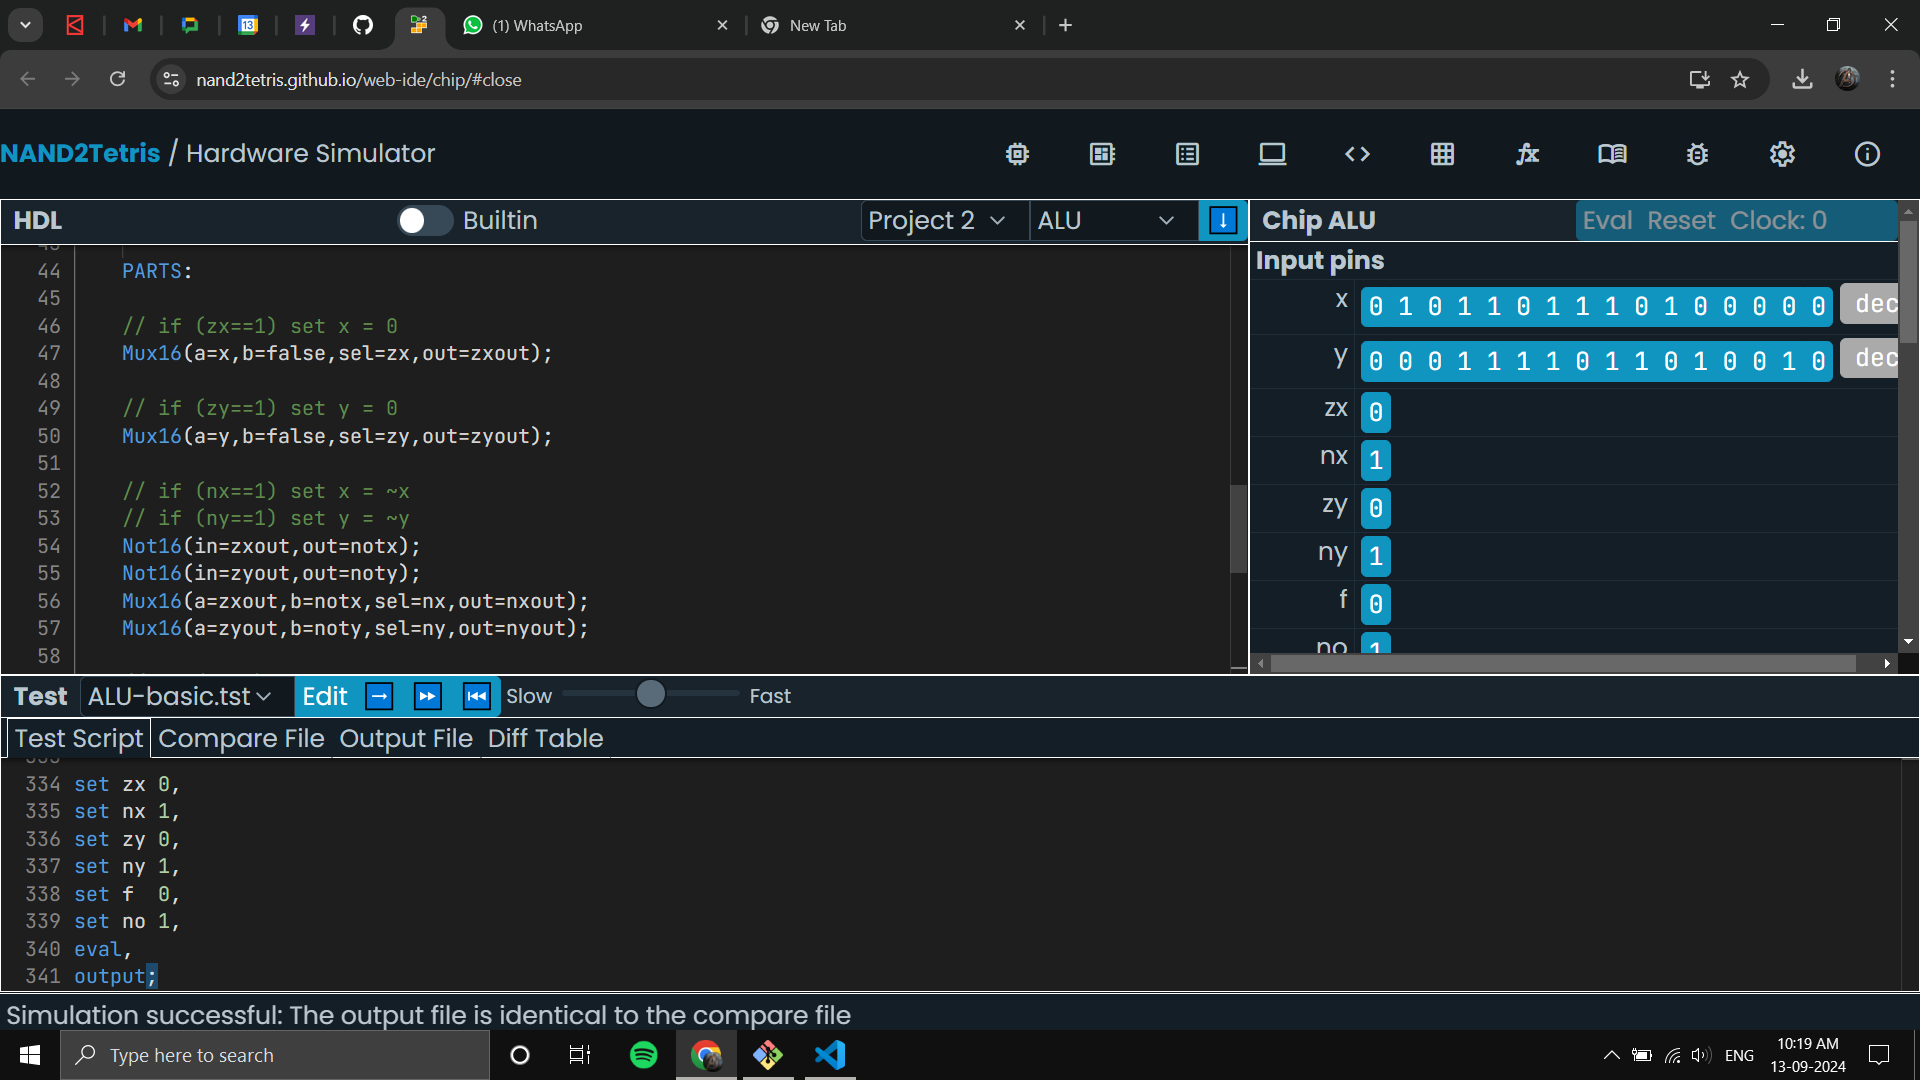 (1) WhatsApp
New Tab
nand2tetris.github.io/web-ide/chip/#close
NAND2Tetris / Hardware Simulator
HDL
Builtin
Project 2
ALU
44 PARTS:
45
46 // if (zx==1) set x = 0
47 Mux16(a=x,b=false,sel=zx,out=zxout);
48
49 // if (zy==1) set y = 0
50 Mux16(a=y,b=false,sel=zy,out=zyout);
51
52 // if (nx==1) set x = ~x
53 // if (ny==1) set y = ~y
54 Not16(in=zxout,out=notx);
55 Not16(in=zyout,out=noty);
56 Mux16(a=zxout,b=notx,sel=nx,out=nxout);
57 Mux16(a=zyout,b=noty,sel=ny,out=nyout);
58
Chip ALU
Eval Reset Clock: 0
Input pins
x 0 1 0 1 1 0 1 1 1 0 1 0 0 0 0 0 dec
y 0 0 0 1 1 1 1 0 1 1 0 1 0 0 1 0 dec
zx 0
nx 1
zy 0
ny 1
f 0
no 1
Test ALU-basic.tst Edit Slow Fast
Test Script Compare File Output File Diff Table
334 set zx 0,
335 set nx 1,
336 set zy 0,
337 set ny 1,
338 set f 0,
339 set no 1,
340 eval,
341 output;
Simulation successful: The output file is identical to the compare file
Type here to search
ENG
10:19 AM
13-09-2024